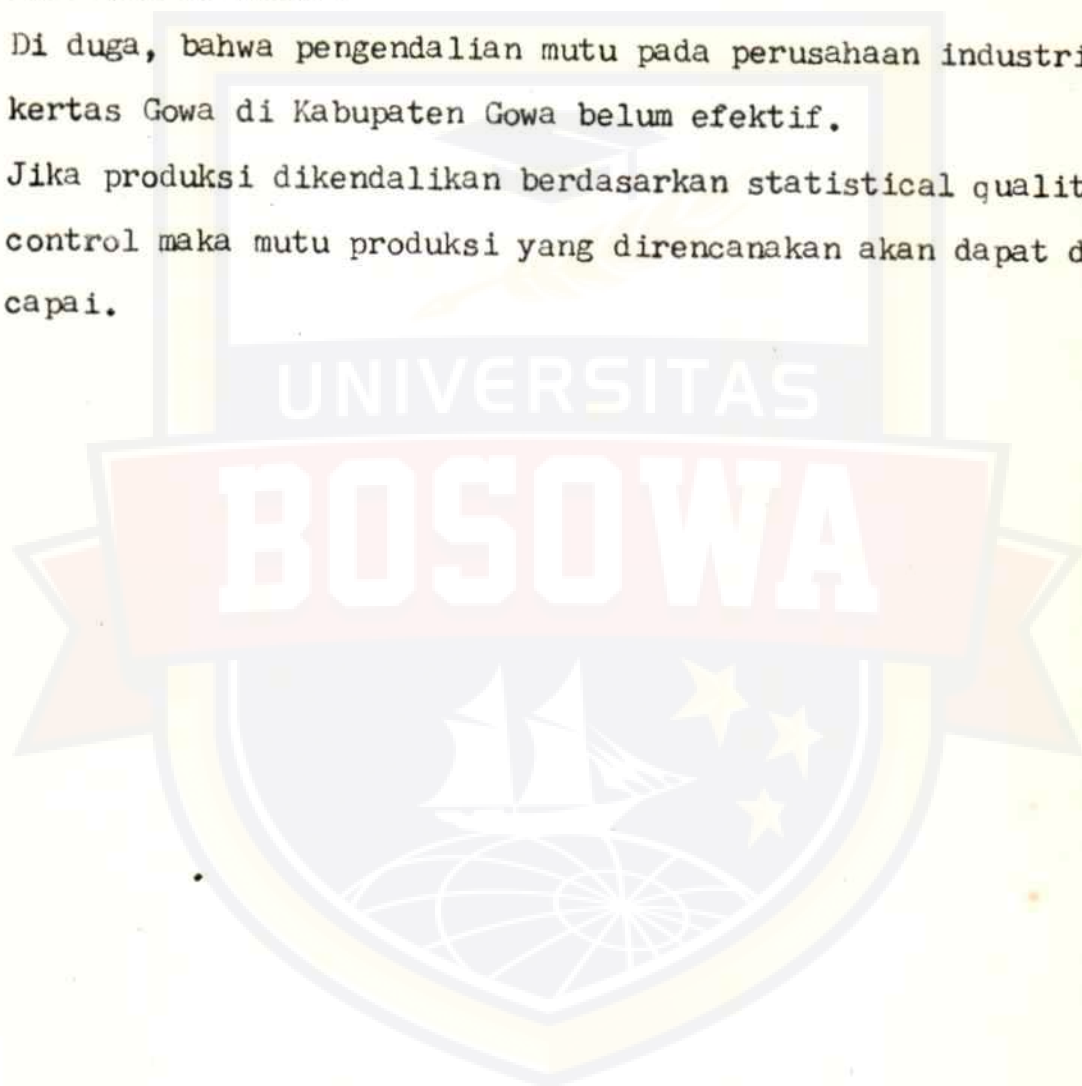 Di duga, bahwa pengendalian mutu pada perusahaan industri
kertas Gowa di Kabupaten Gowa belum efektif.
Jika produksi dikendalikan berdasarkan statistical qualit
control maka mutu produksi yang direncanakan akan dapat d
capai.
UNIVERSITAS
BOSOWA